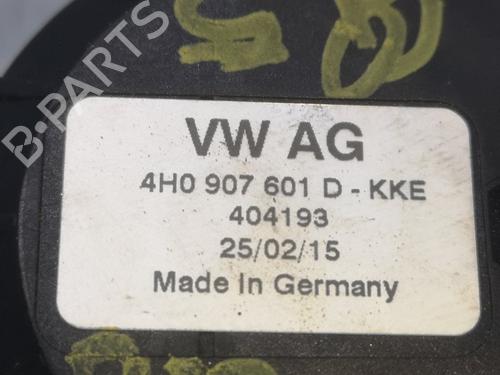 B-PARTS
VW AG
4H0 907 601 D - KKE
404193
25/02/15
Made In Germany